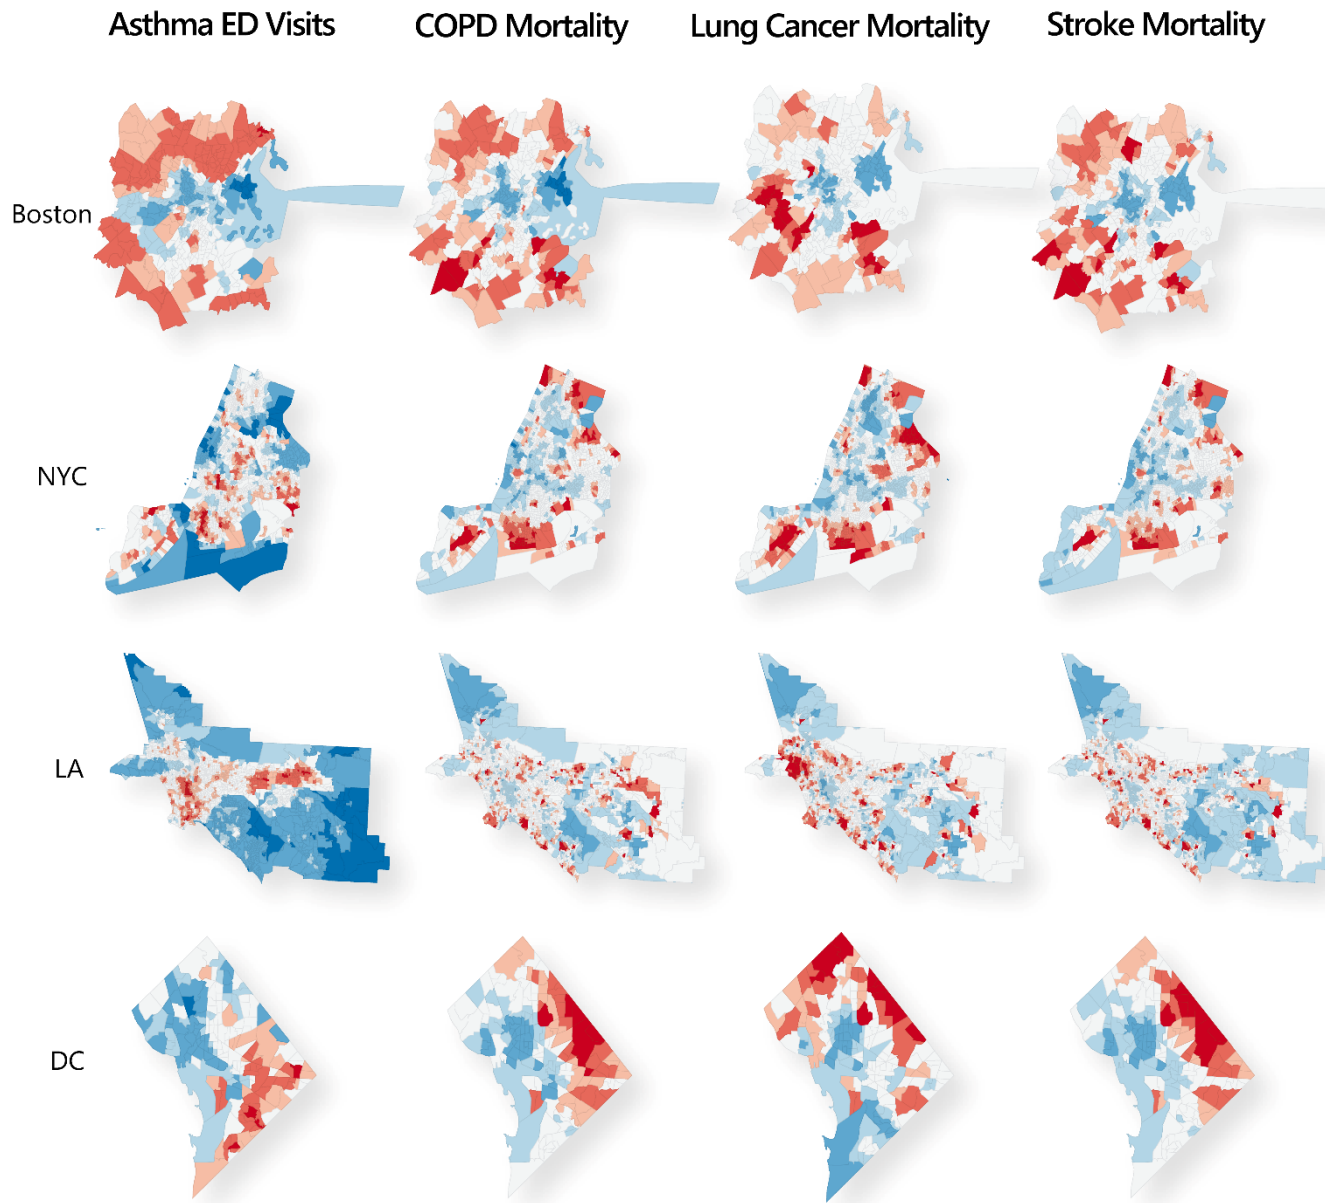 Asthma ED Visits COPD Mortality Lung Cancer Mortality Stroke Mortality
Boston
NYC
LA
DC